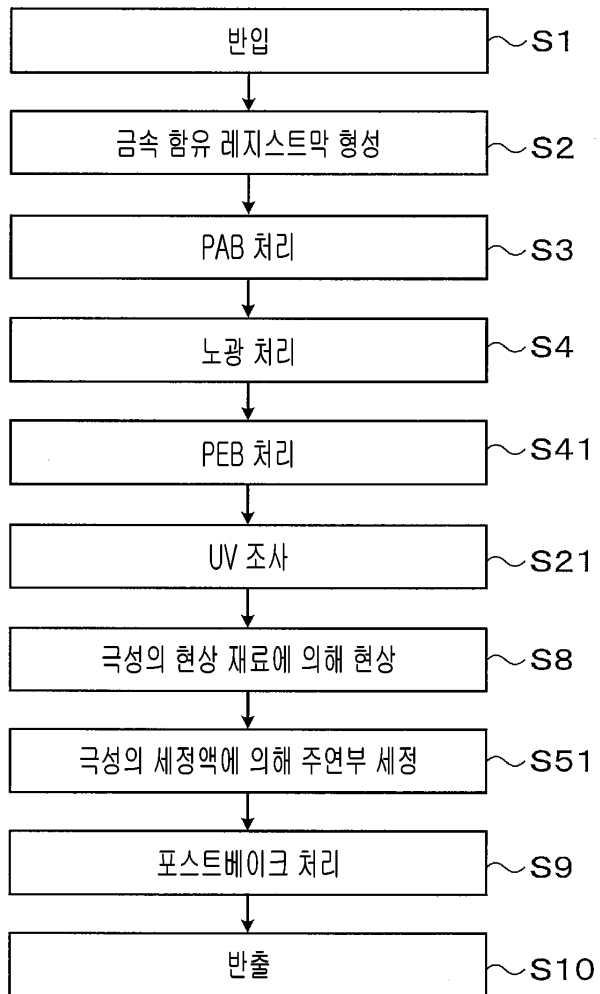 반입 S1
금속 함유 레지스트막 형성 S2
PAB 처리 S3
노광 처리 S4
PEB 처리 S41
UV 조사 S21
극성의 현상 재료에 의해 현상 S8
극성의 세정액에 의해 주연부 세정 S51
포스트베이크 처리 S9
반출 S10